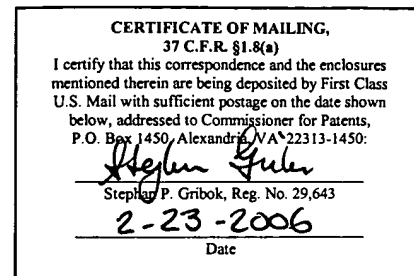 CERTIFICATE OF MAILING,
37 C.F.R. §1.8(a)
I certify that this correspondence and the enclosures
mentioned therein are being deposited by First Class
U.S. Mail with sufficient postage on the date shown
below, addressed to Commissioner for Patents,
P.O. Box 1450, Alexandria, VA 22313-1450:
Stephan P. Gribok, Reg. No. 29,643
2-23-2006
Date